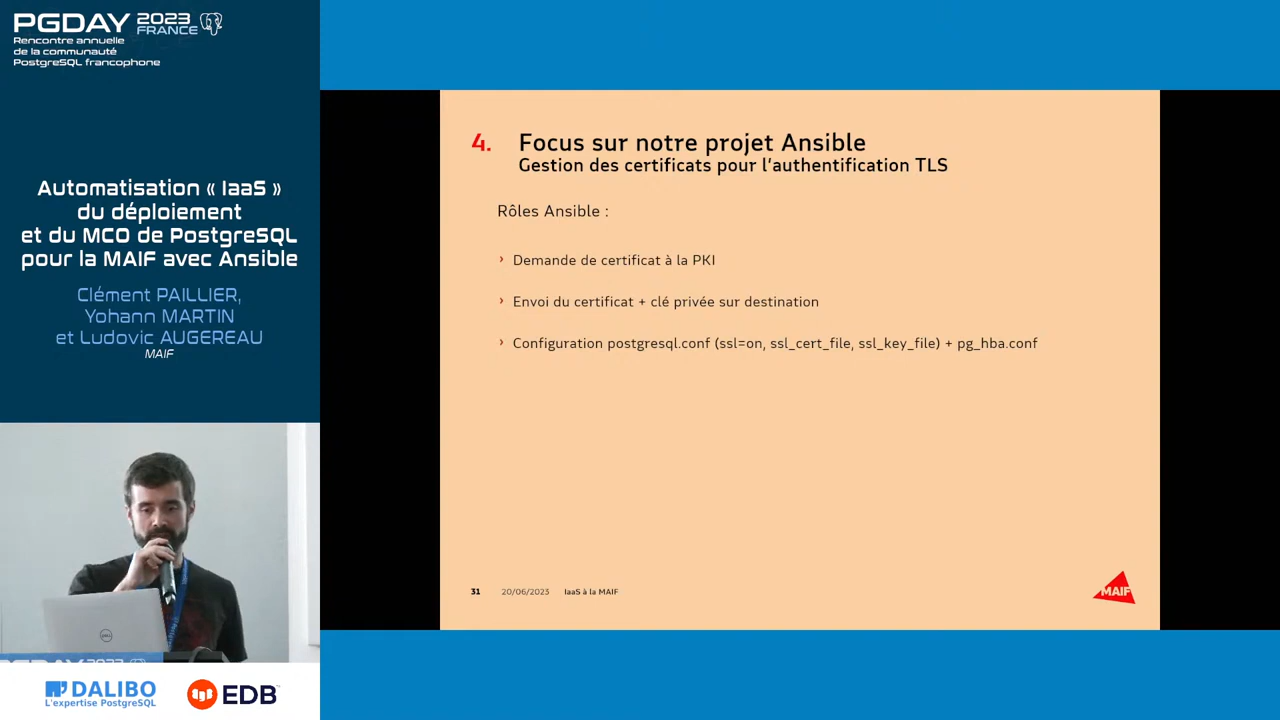 PGDAY 2023 FRANCE
Rencontre annuelle
de la communauté
PostgreSQL francophone
Automatisation « IaaS »
du déploiement
et du MCO de PostgreSQL
pour la MAIF avec Ansible
Clément PAILLIER,
Yohann MARTIN
et Ludovic AUGEREAU
MAIF
4. Focus sur notre projet Ansible
Gestion des certificats pour l'authentification TLS
Rôles Ansible :
› Demande de certificat à la PKI
› Envoi du certificat + clé privée sur destination
› Configuration postgresql.conf (ssl=on, ssl_cert_file, ssl_key_file) + pg_hba.conf
31 20/06/2023 IaaS à la MAIF
MAIF
DELL
PGDAY 2023
DALIBO
L'expertise PostgreSQL
EDB